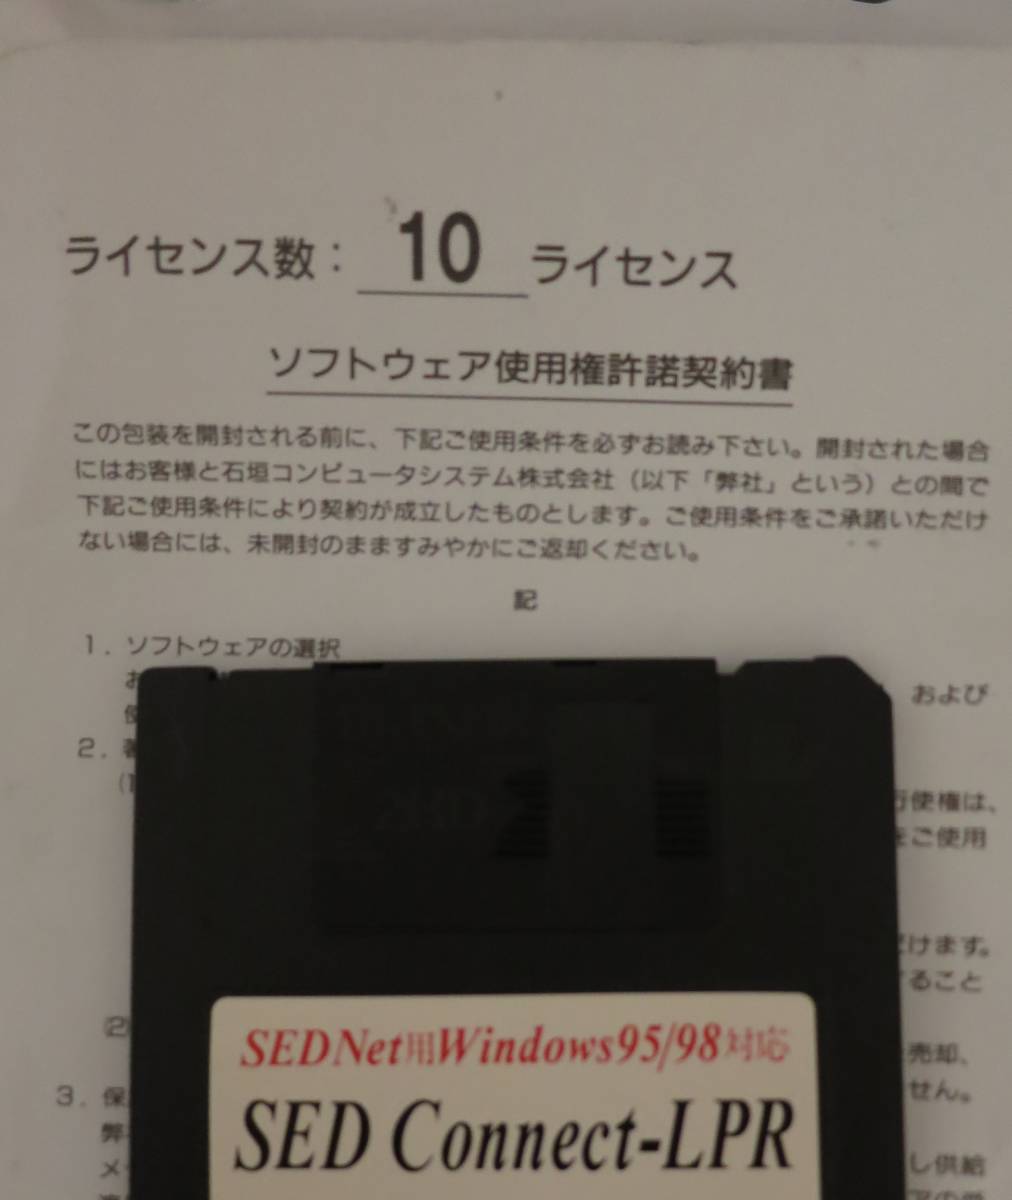 ライセンス数： 10 ライセンス
ソフトウェア使用権許諾契約書
この包装を開封される前に、下記ご使用条件を必ずお読み下さい。開封された場合
にはお客様と石垣コンピュータシステム株式会社（以下「弊社」という）との間で
下記ご使用条件により契約が成立したものとします。ご使用条件をご承諾いただけ
ない場合には、未開封のまますみやかにご返却ください。
記
1．ソフトウェアの選択
お
および
使
2．著
(1
行使権は、
をご使用
だけます。
ること
(2)
売却、
せん。
3．保
弊
メ
し供給
SEDNet用Windows95/98対応
SED Connect-LPR